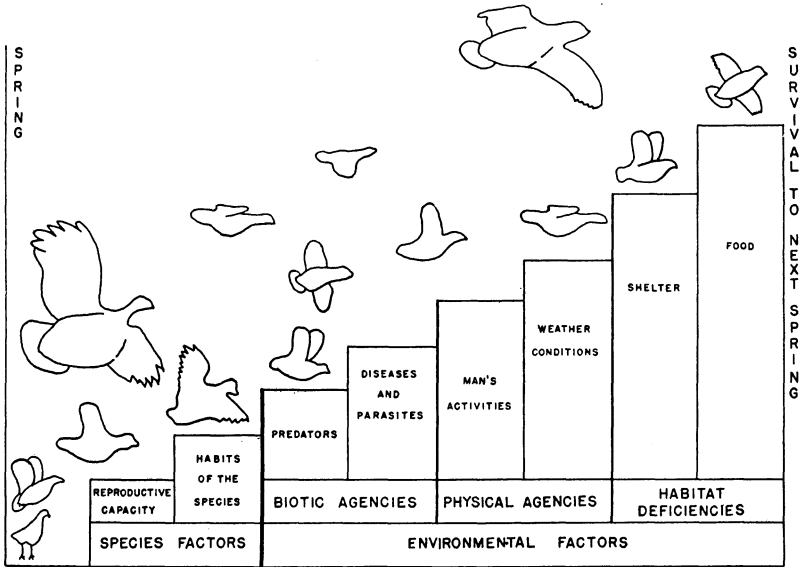 SPRING
SURVIVAL TO NEXT SPRING
FOOD
SHELTER
WEATHER
CONDITIONS
MAN'S
ACTIVITIES
DISEASES
AND
PARASITES
PREDATORS
HABITS
OF THE
SPECIES
REPRODUCTIVE
CAPACITY
BIOTIC AGENCIES
PHYSICAL AGENCIES
HABITAT
DEFICIENCIES
SPECIES FACTORS
ENVIRONMENTAL FACTORS